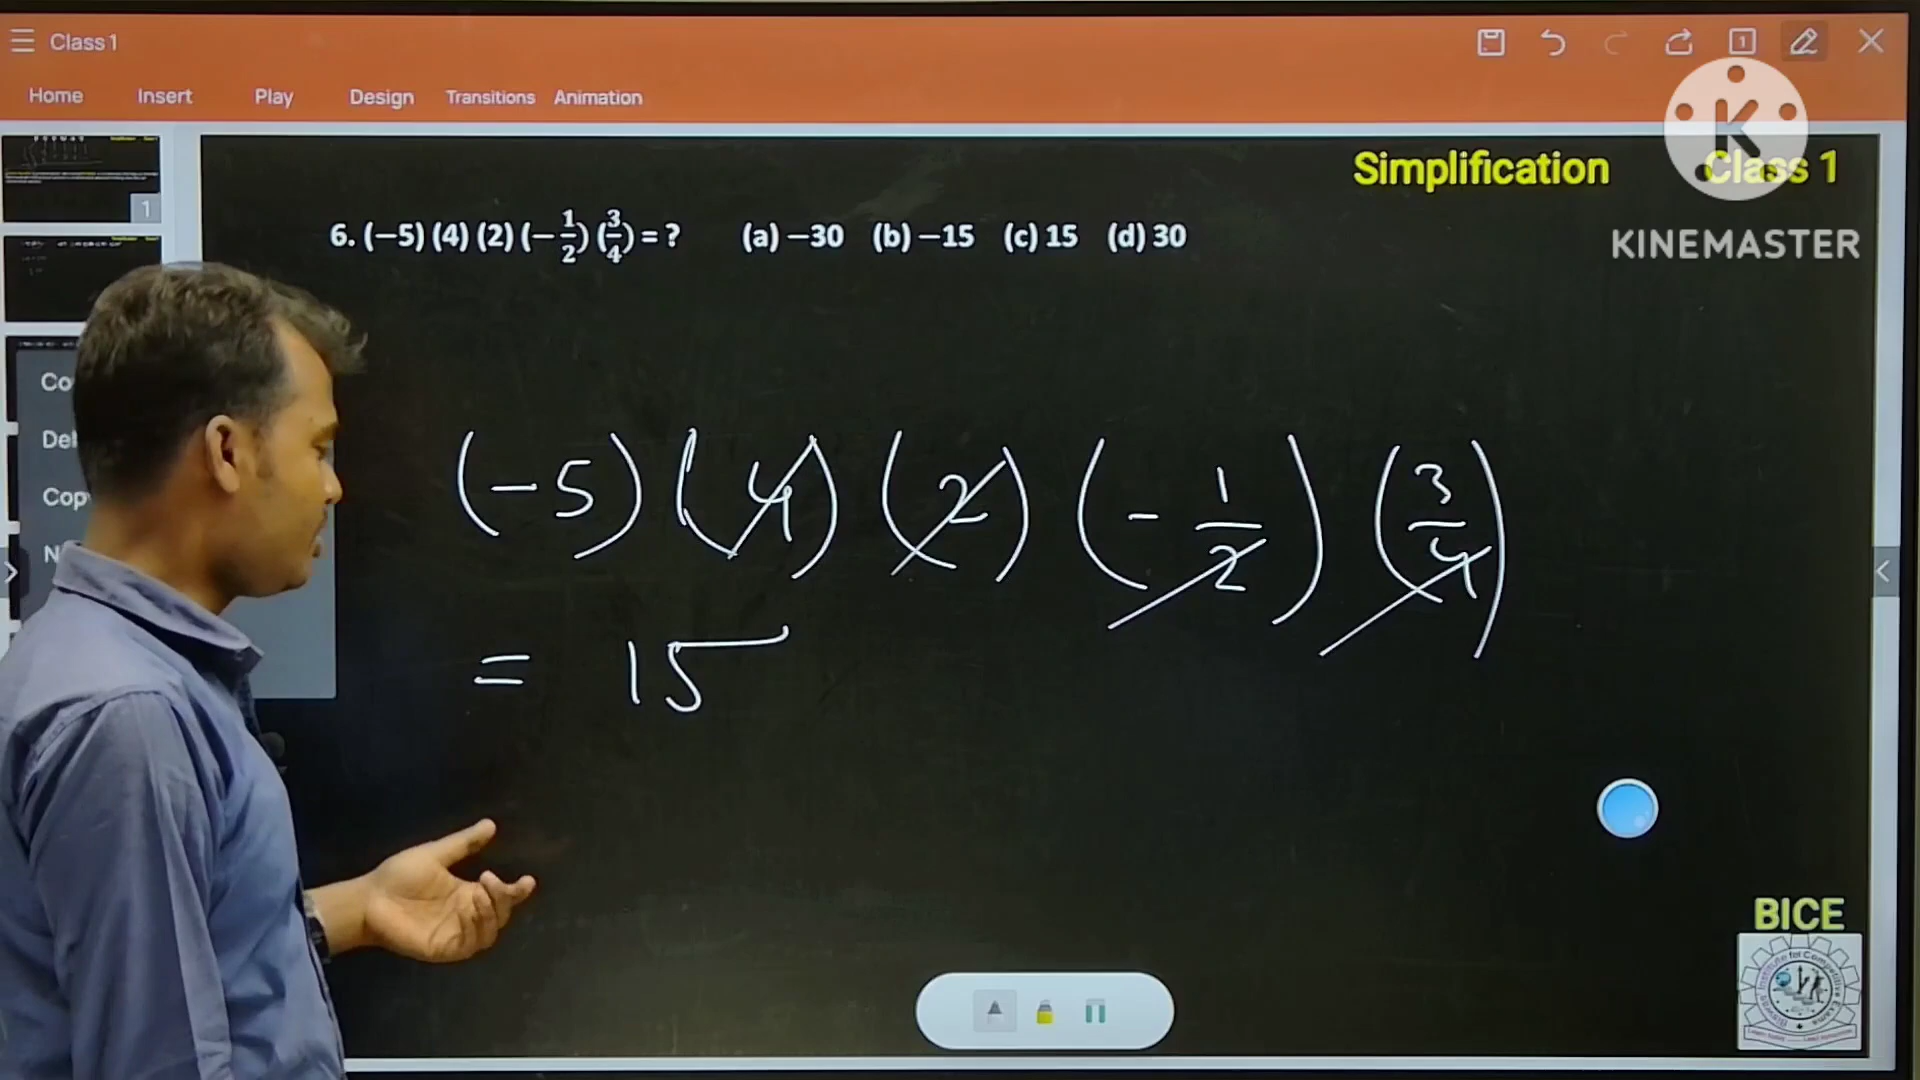 Class1
Home Insert Play Design Transitions Animation
Simplification Class 1
KINEMASTER
6. (−5) (4) (2) (−1/2) (3/4) = ? (a) −30 (b) −15 (c) 15 (d) 30
1
Co
Del
Cop
N
(-5) (4) (2) (-1/2) (3/4)
= 15
BICE